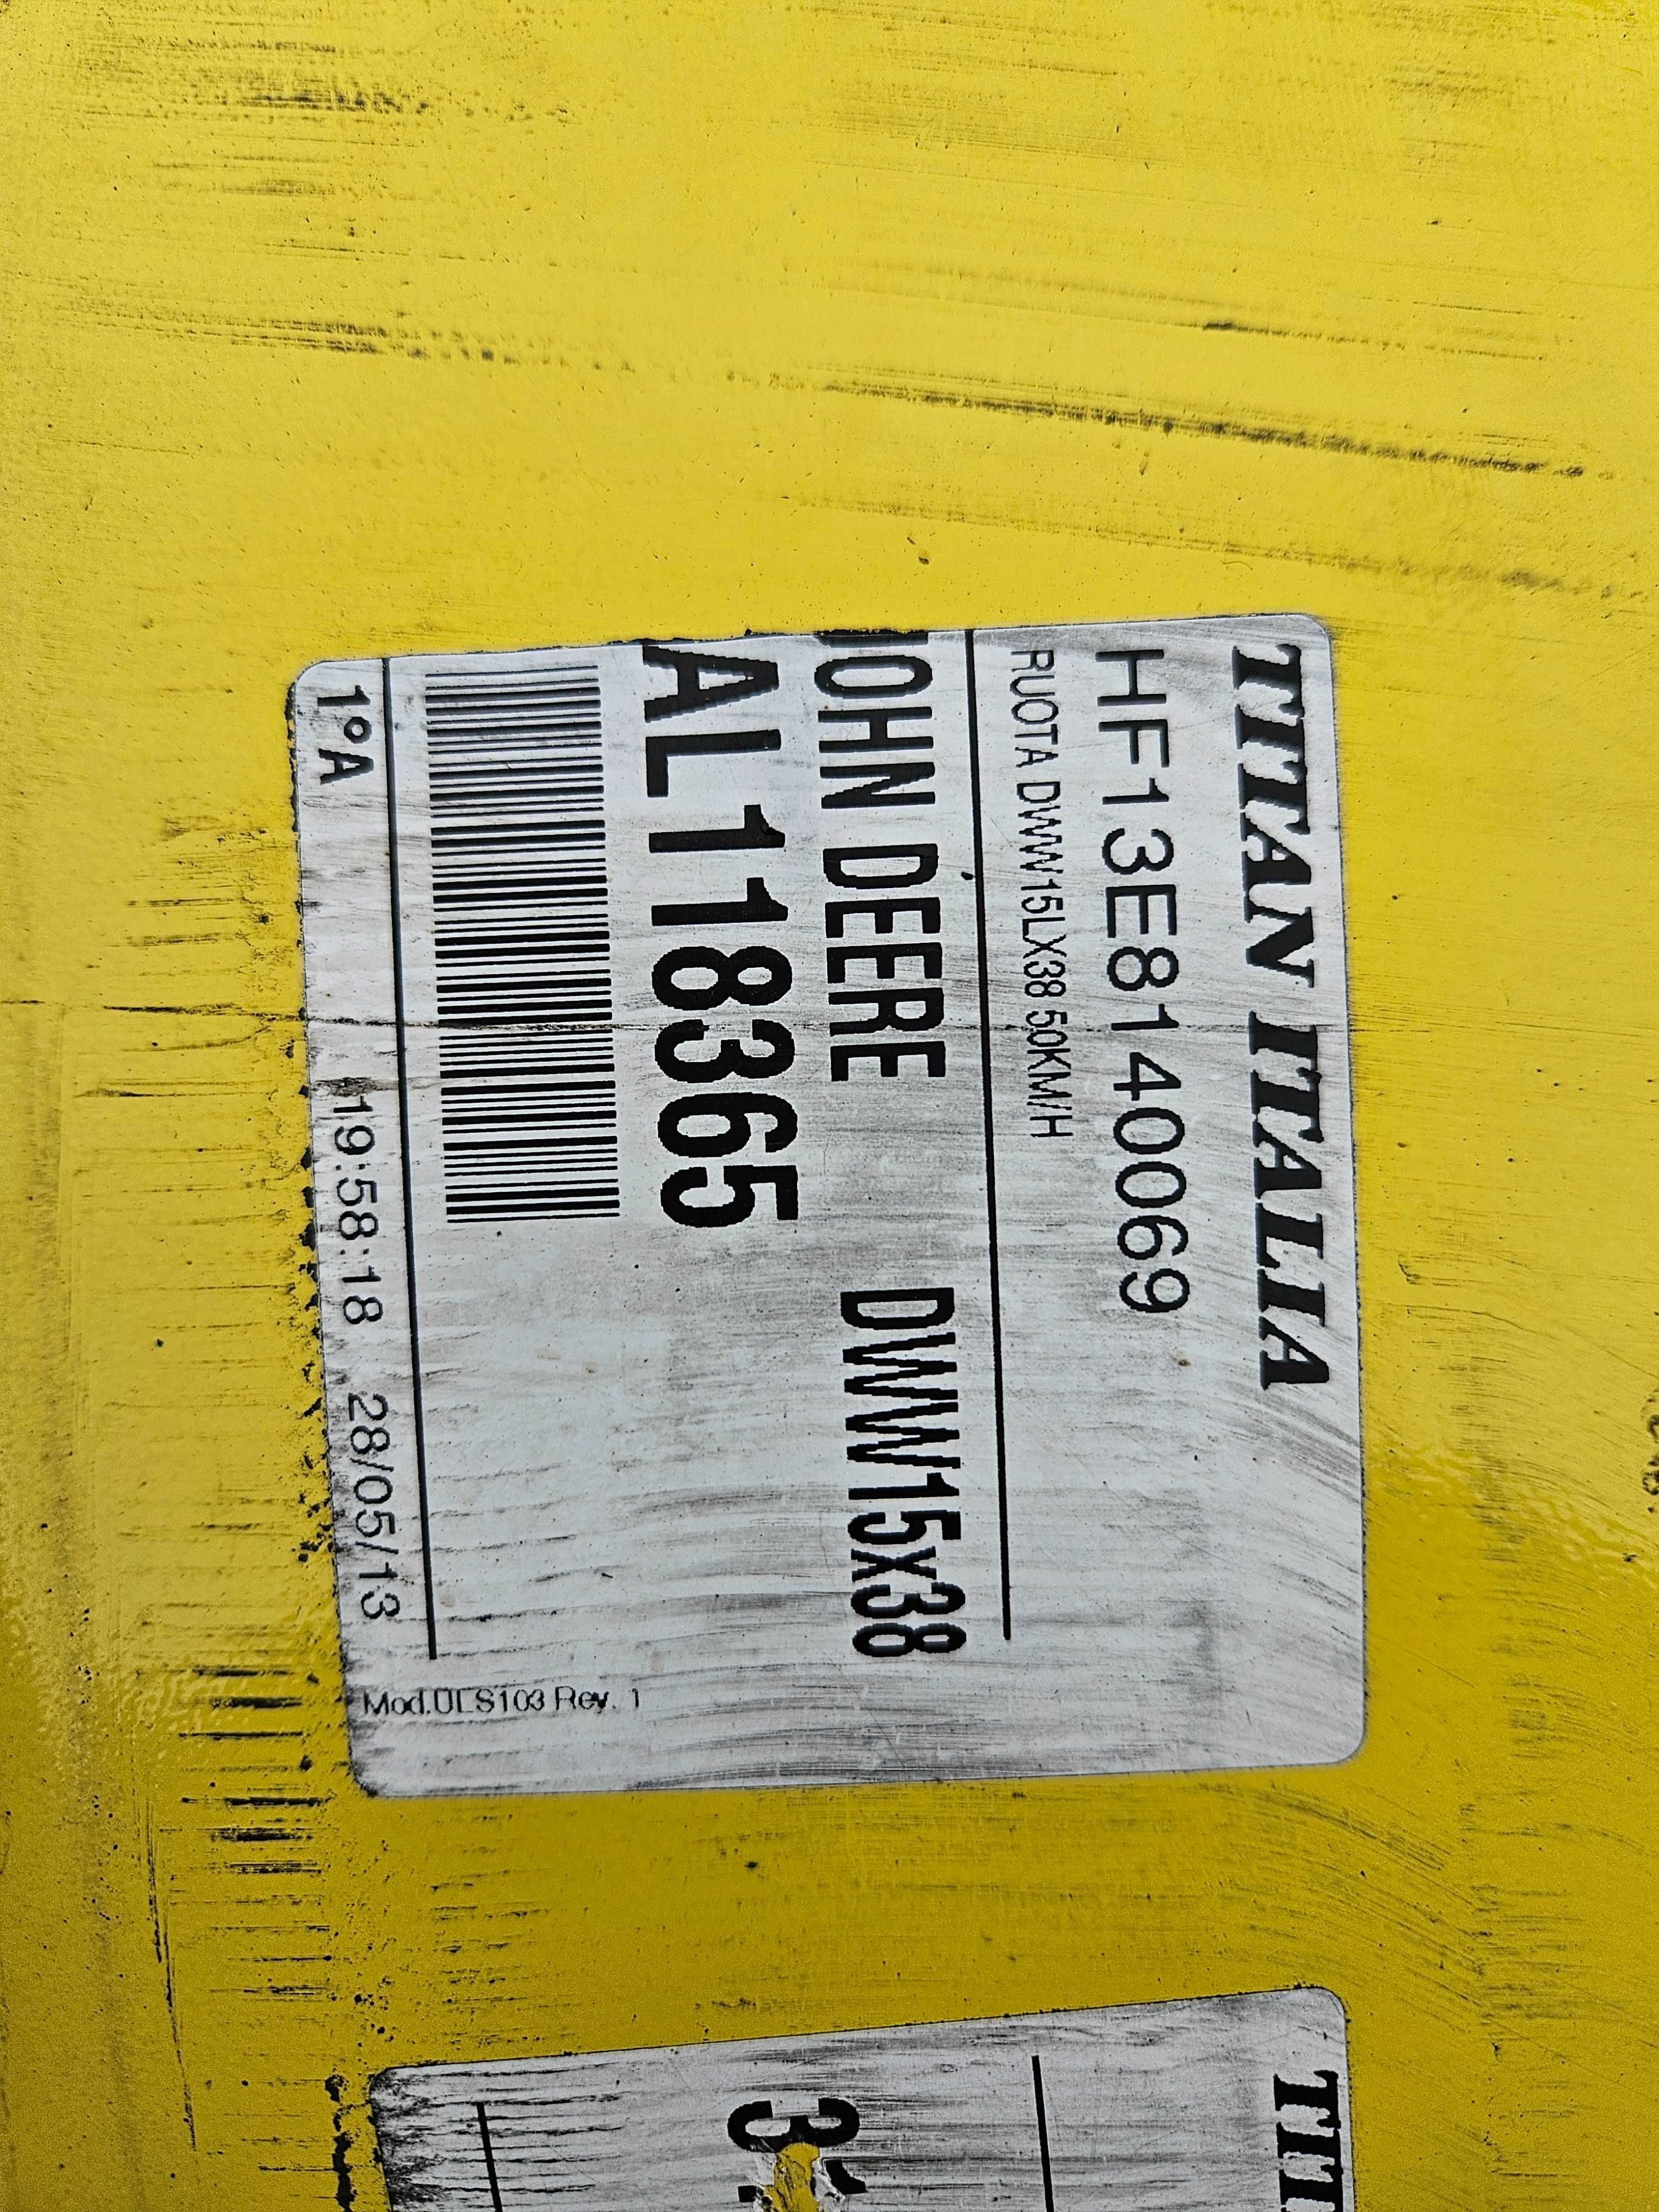 TITAN ITALIA
HF13E8140069
RUOTA DWW15LX38 50KM/H
JOHN DEERE DWW15x38
AL118365
1°A 19:58:18 28/05/13
Mod.ULS103 Rev. 1